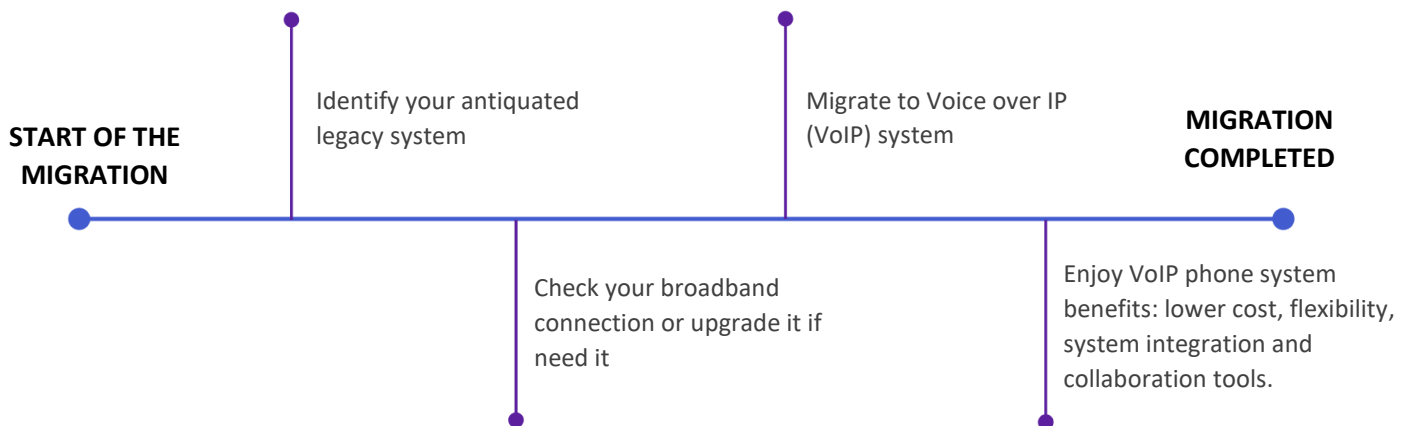 START OF THE
MIGRATION
Identify your antiquated
legacy system
Check your broadband
connection or upgrade it if
need it
Migrate to Voice over IP
(VoIP) system
Enjoy VoIP phone system
benefits: lower cost, flexibility,
system integration and
collaboration tools.
MIGRATION
COMPLETED